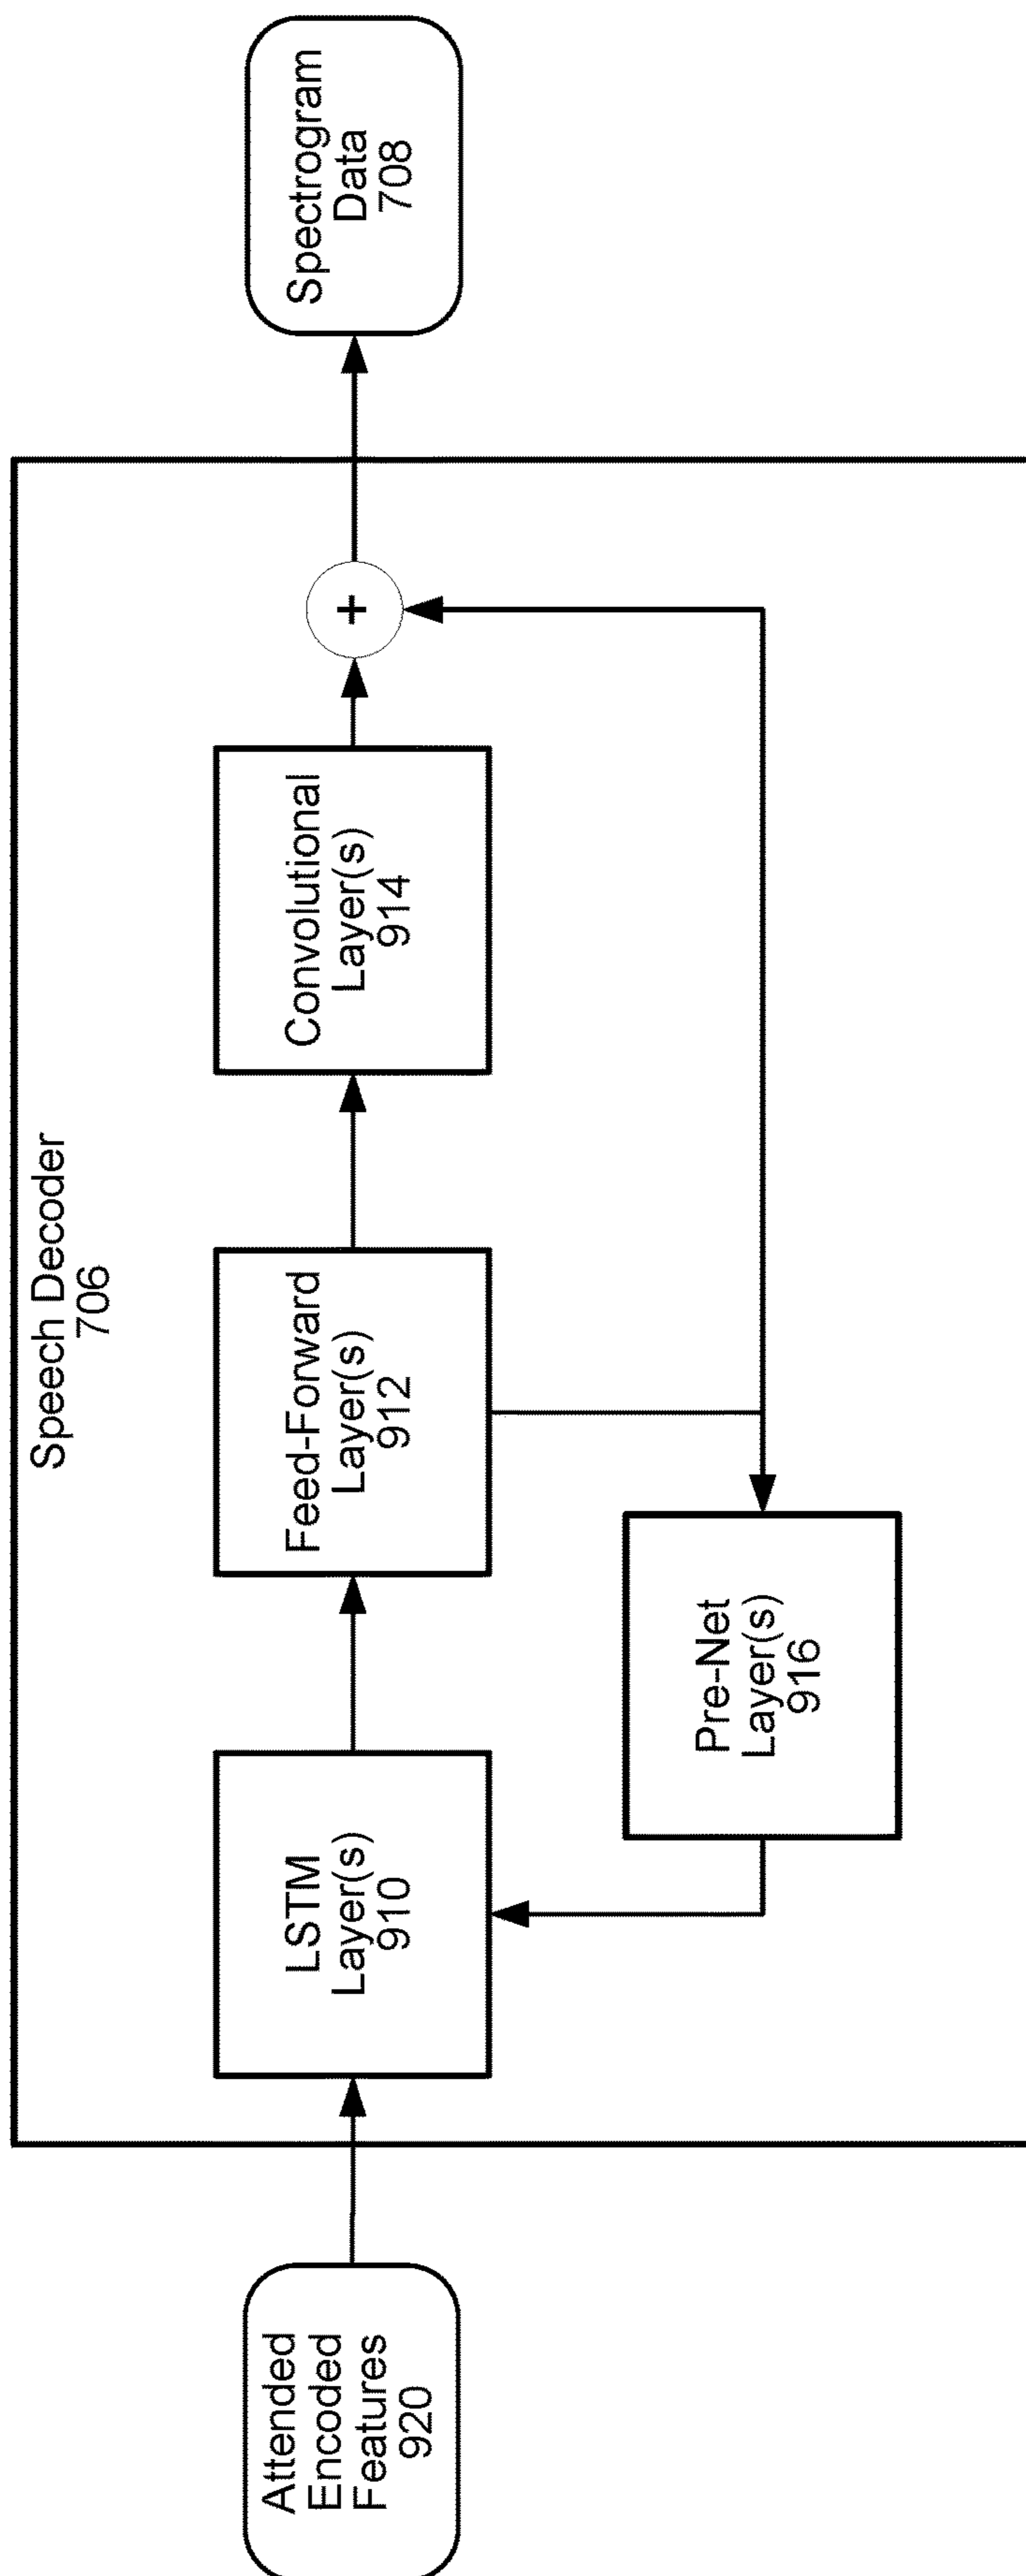 Speech Decoder
706
Attended
Encoded
Features
920
LSTM
Layer(s)
910
Feed-Forward
Layer(s)
912
Convolutional
Layer(s)
914
+
Spectrogram
Data
708
Pre-Net
Layer(s)
916